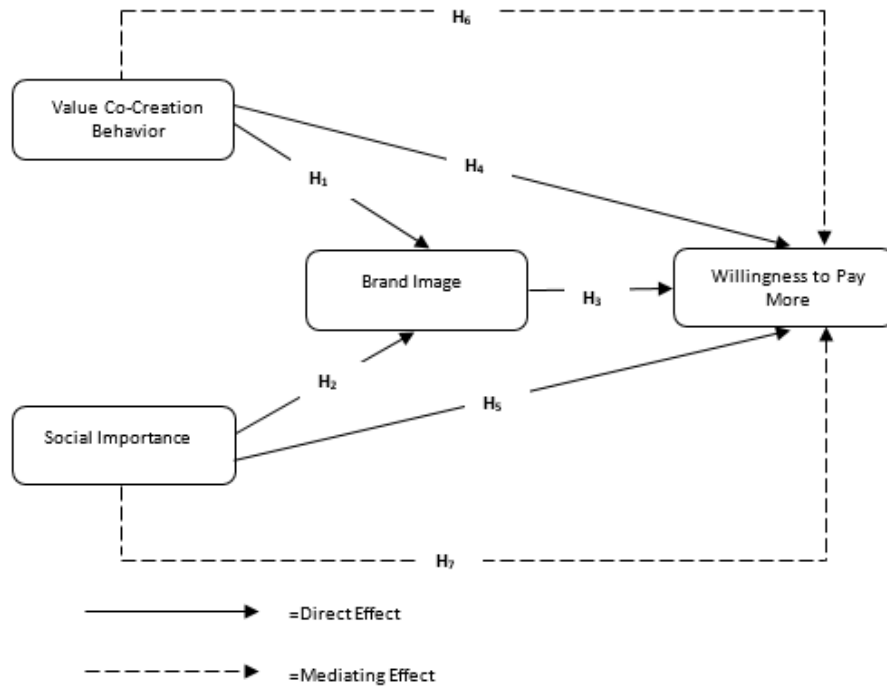 H₆
Value Co-Creation
Behavior
H₄
H₁
Brand Image
Willingness to Pay
More
H₃
H₂
H₅
Social Importance
H₇
=Direct Effect
=Mediating Effect